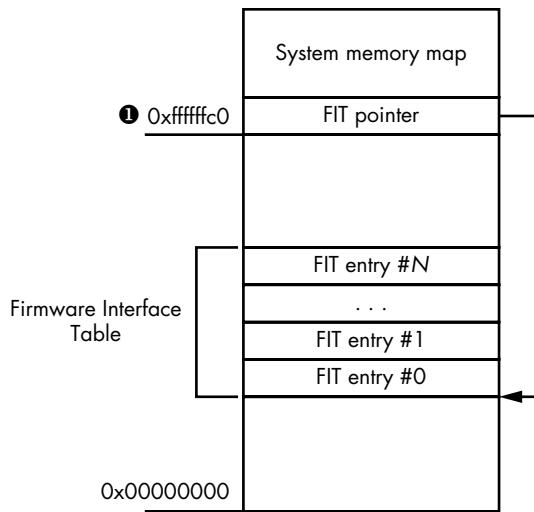 System memory map
❶ 0xffffffc0
FIT pointer
FIT entry #N
. . .
Firmware Interface
Table
FIT entry #1
FIT entry #0
0x00000000